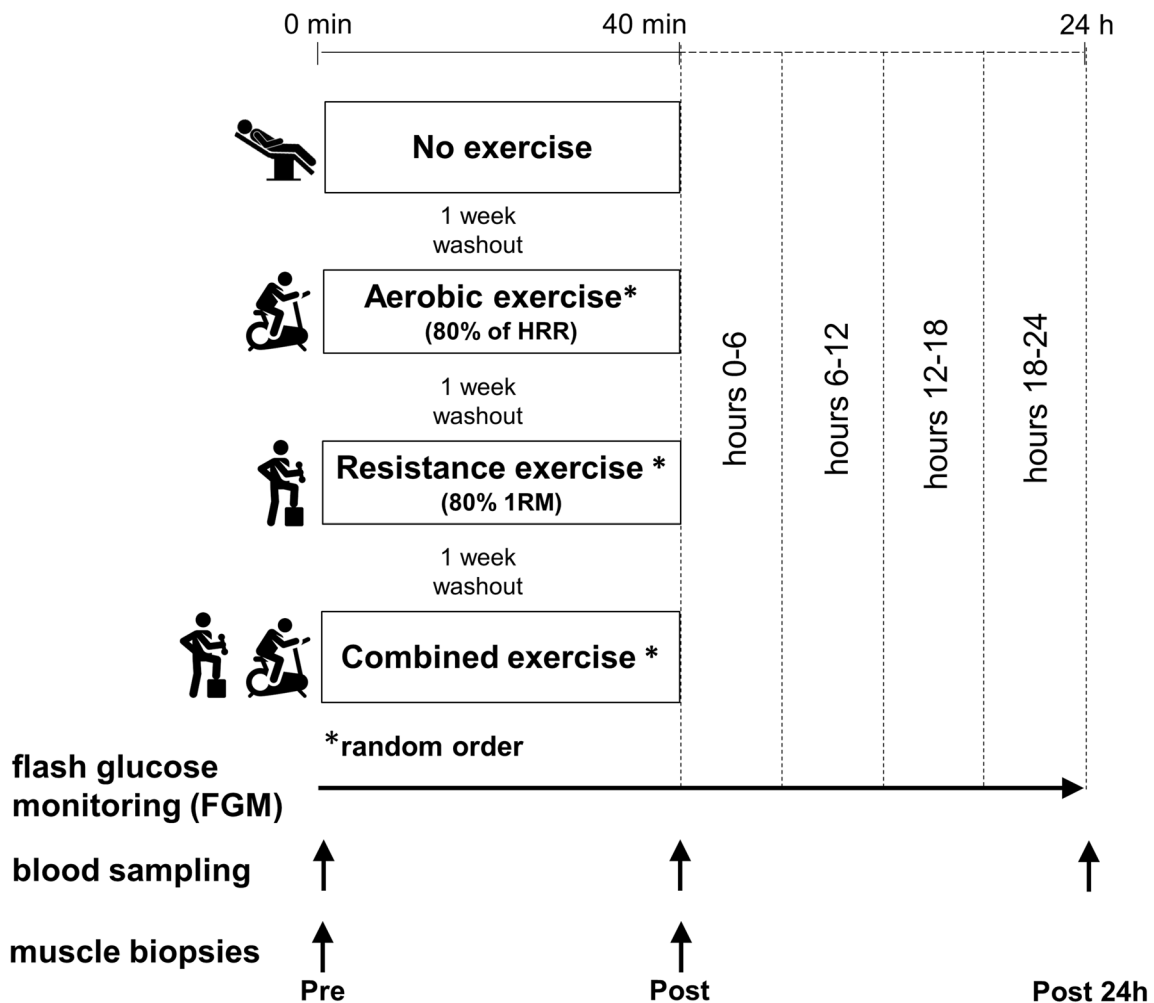 0 min 40 min 24 h
No exercise
1 week
washout
Aerobic exercise*
(80% of HRR)
1 week
washout
Resistance exercise *
(80% 1RM)
1 week
washout
Combined exercise *
*random order
hours 0-6
hours 6-12
hours 12-18
hours 18-24
flash glucose
monitoring (FGM)
blood sampling
muscle biopsies
Pre Post Post 24h